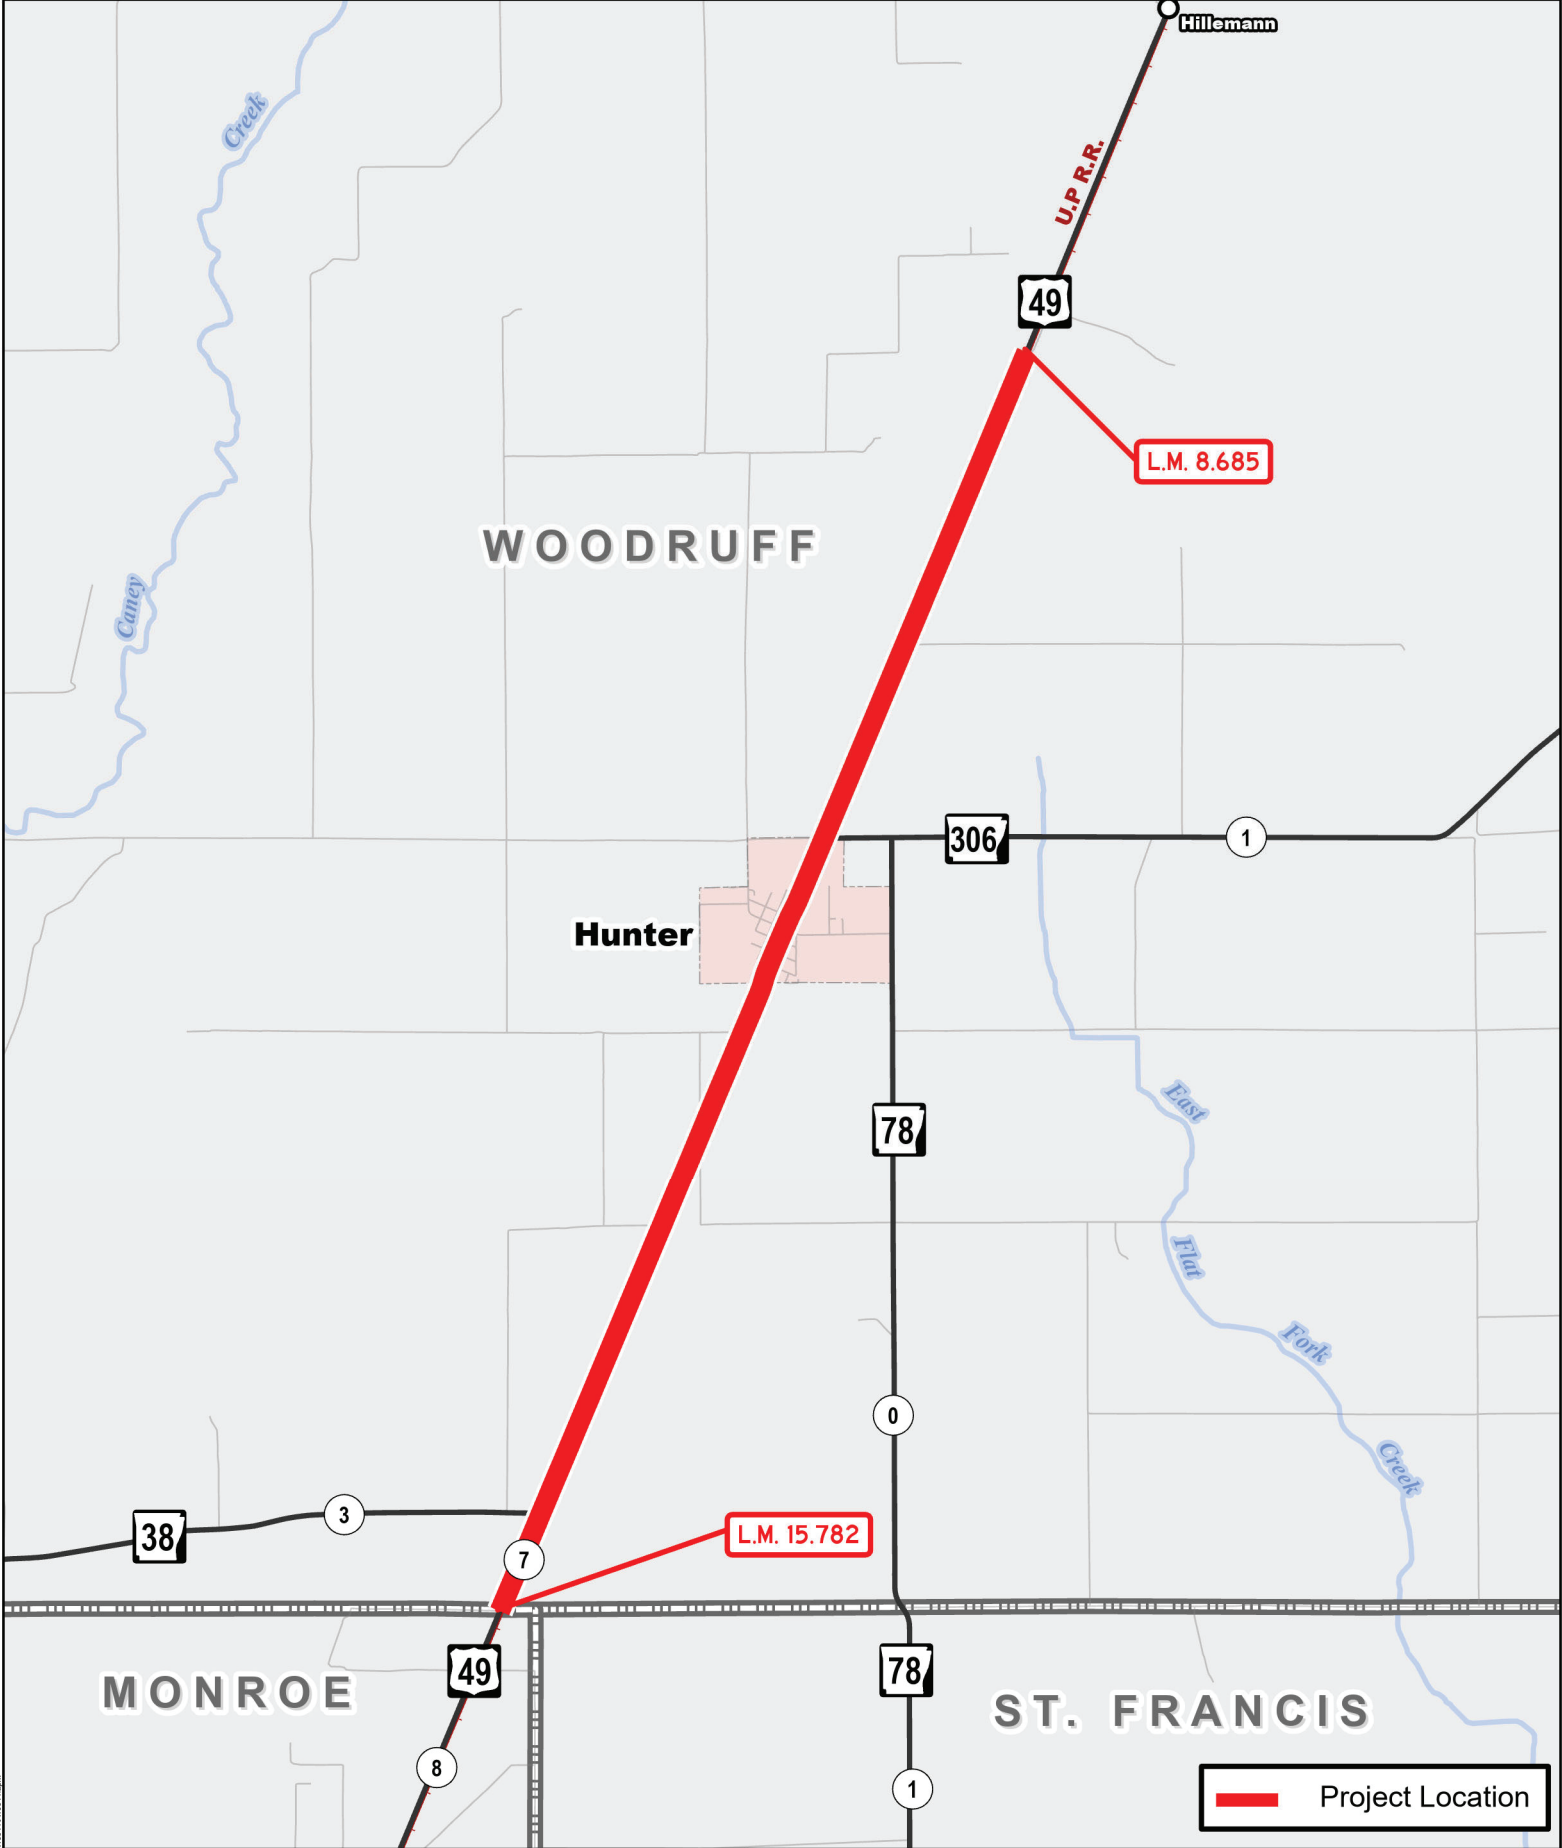 Hillemann
Creek
U.P R.R.
49
L.M. 8.685
WOODRUFF
Caney
306
1
Hunter
East
78
Flat
Fork
0
Creek
3
38
L.M. 15.782
7
49
78
MONROE
ST. FRANCIS
8
1
Project Location